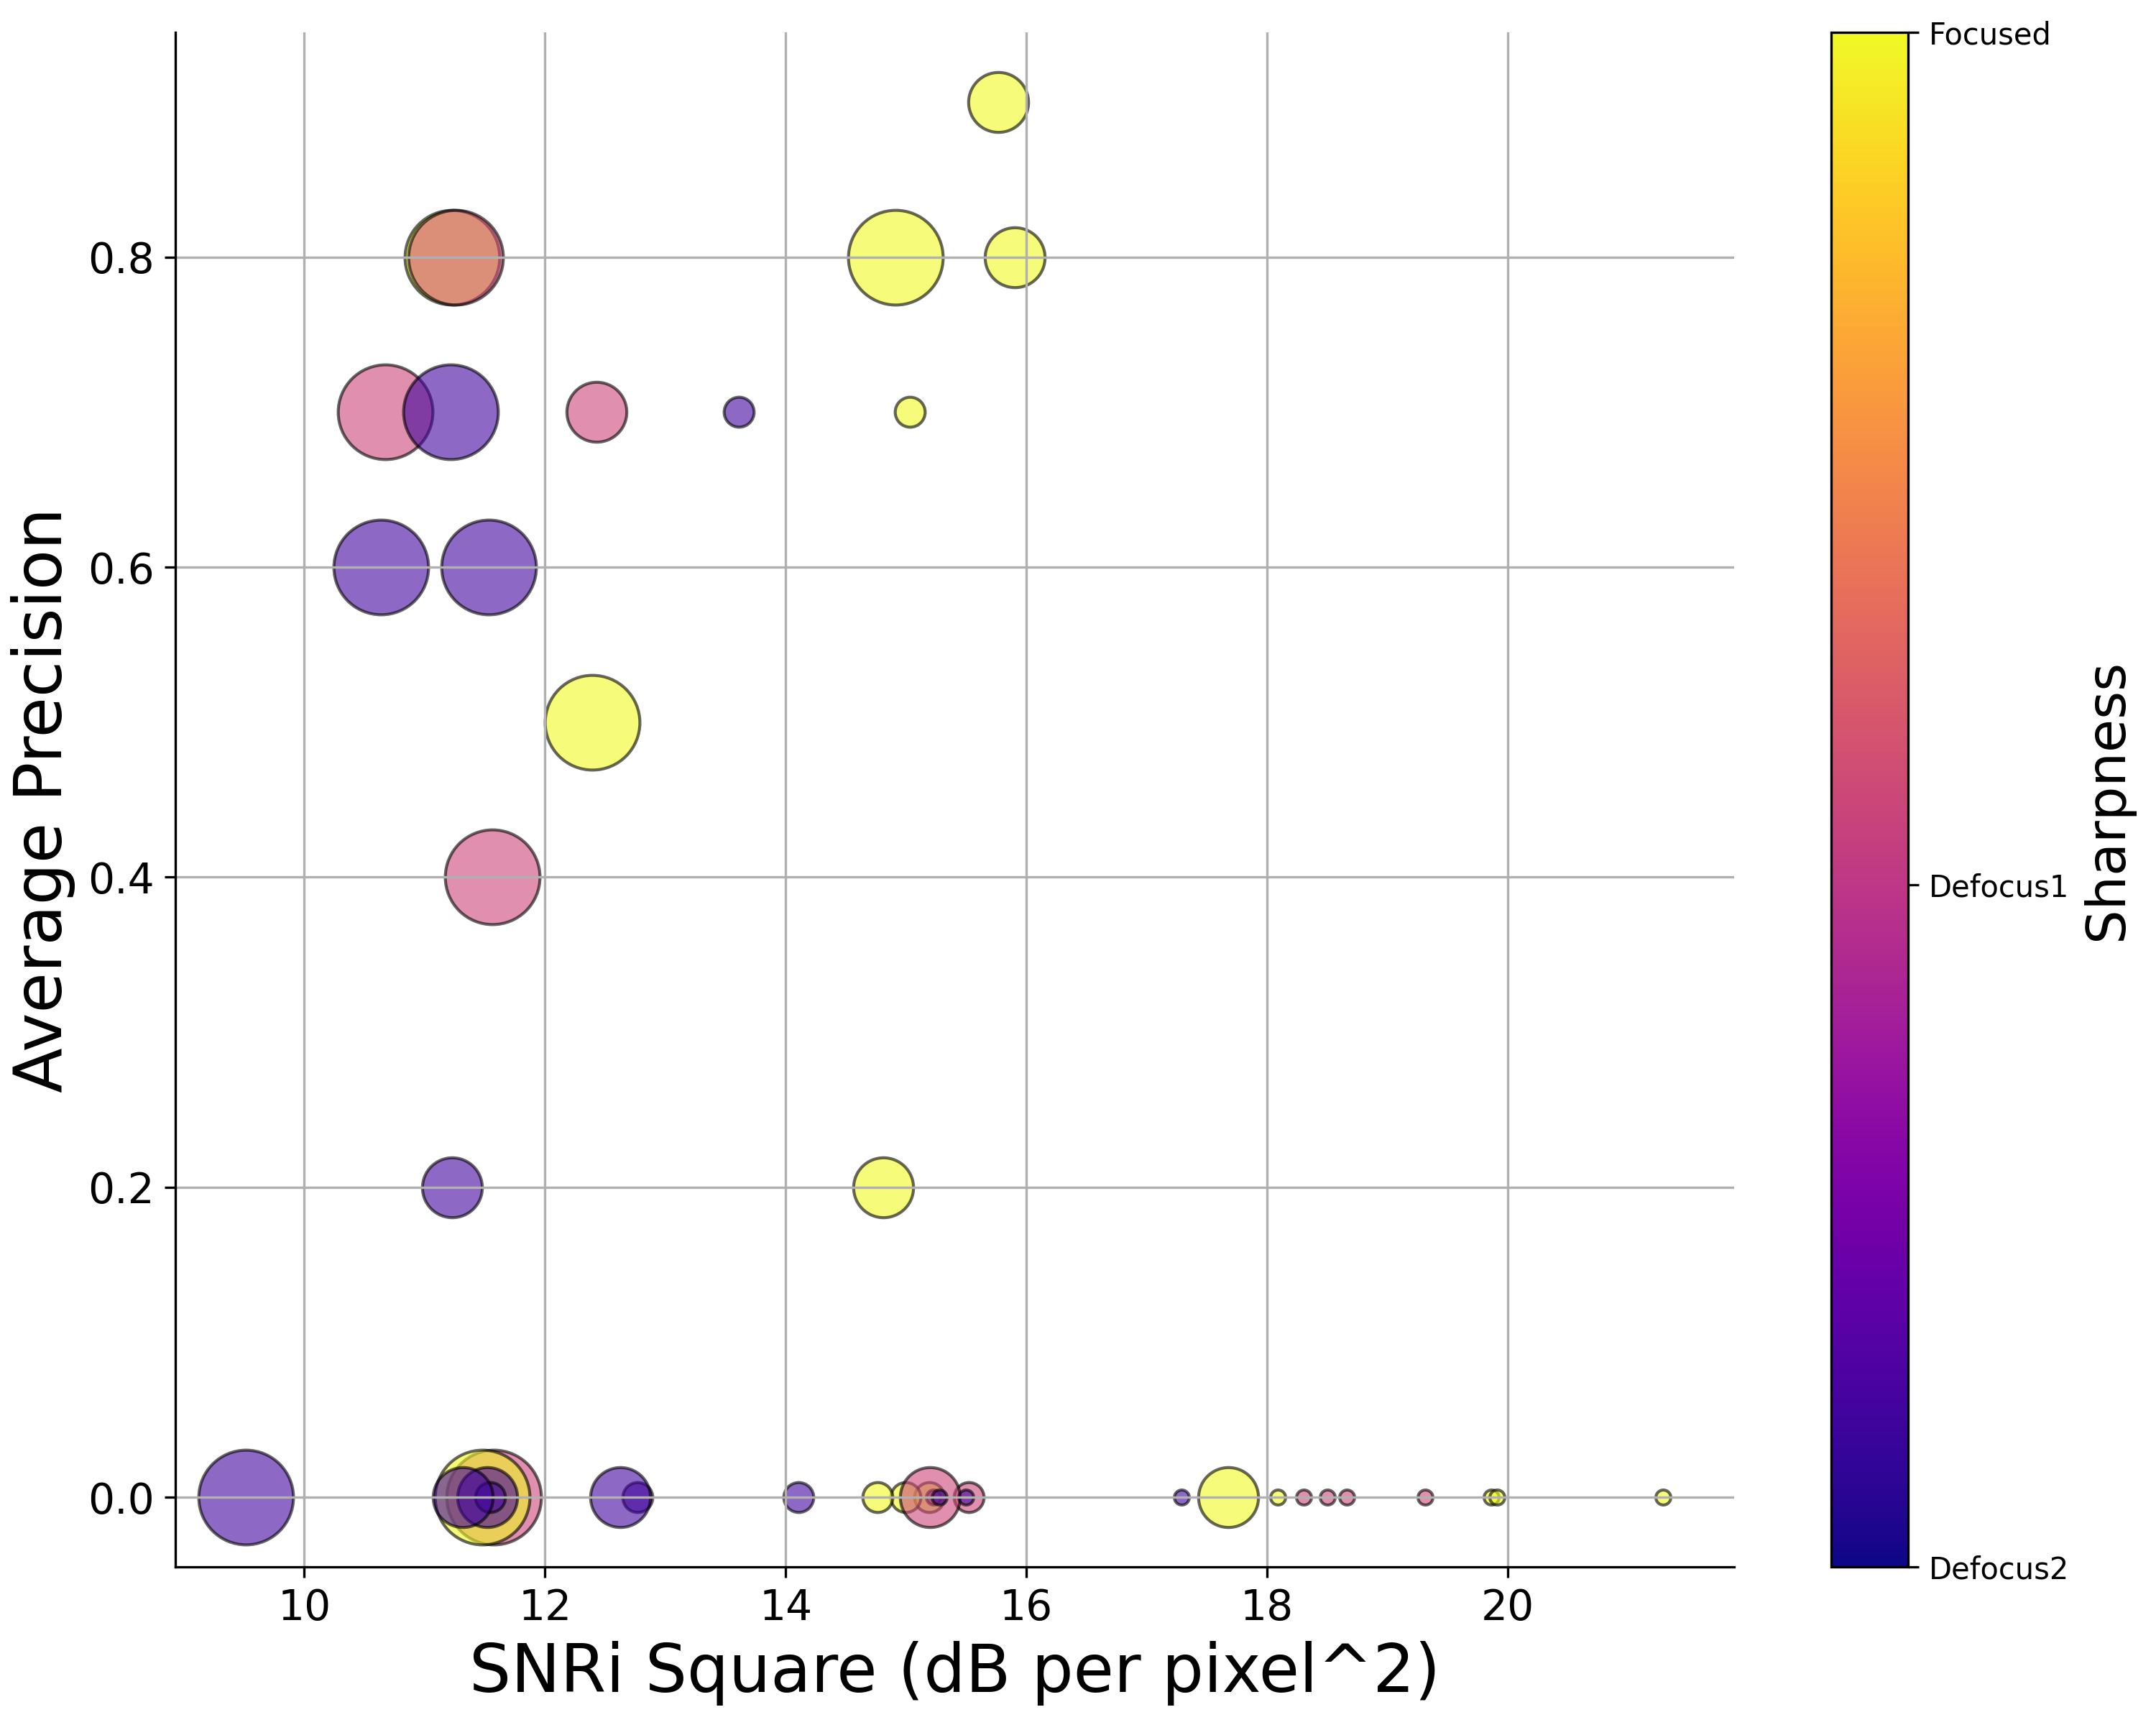 Average Precision
0.8
0.6
0.4
0.2
0.0
10 12 14 16 18 20
SNRi Square (dB per pixel^2)
Focused
Defocus1
Defocus2
Sharpness